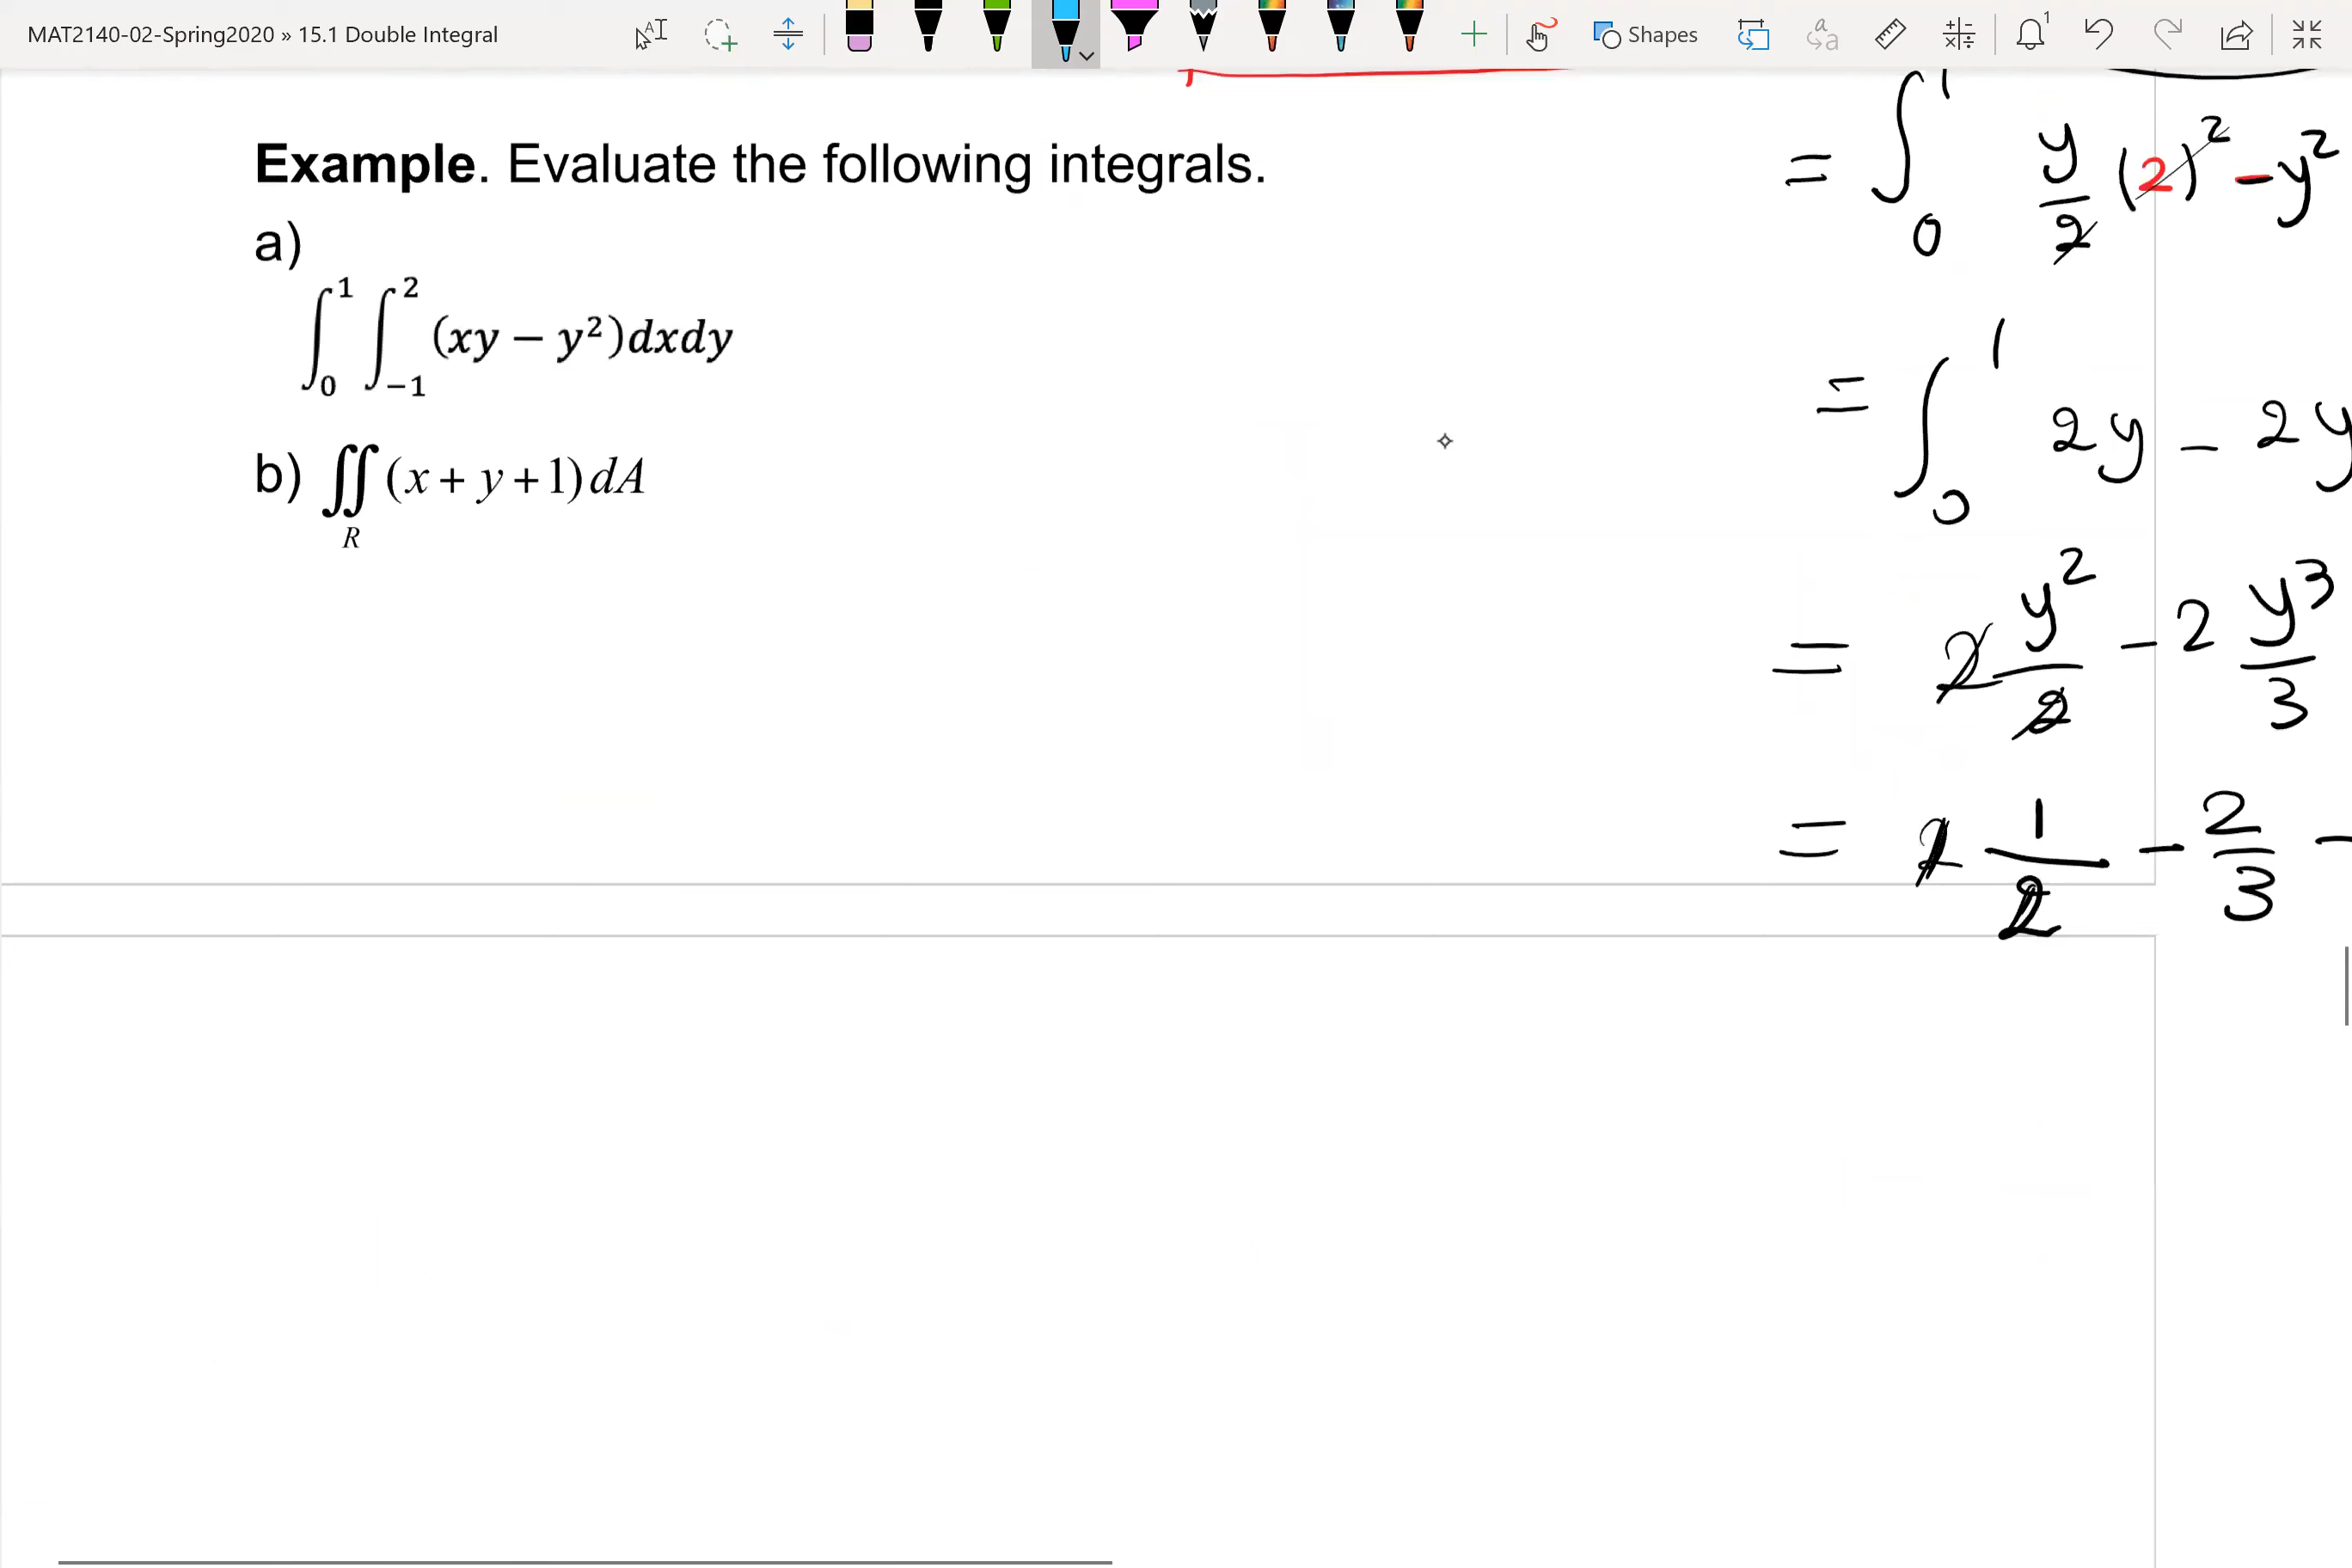 MAT2140-02-Spring2020 » 15.1 Double Integral
Shapes
1
Example. Evaluate the following integrals.
a)
∫₀¹ ∫₋₁² (xy − y²)dxdy
b) ∬_R (x + y + 1) dA
= ∫₀¹ y/2 (2)² − y²
= ∫₀¹ 2y − 2y
= 2 y²/2 − 2 y³/3
= 2 1/2 − 2/3 −